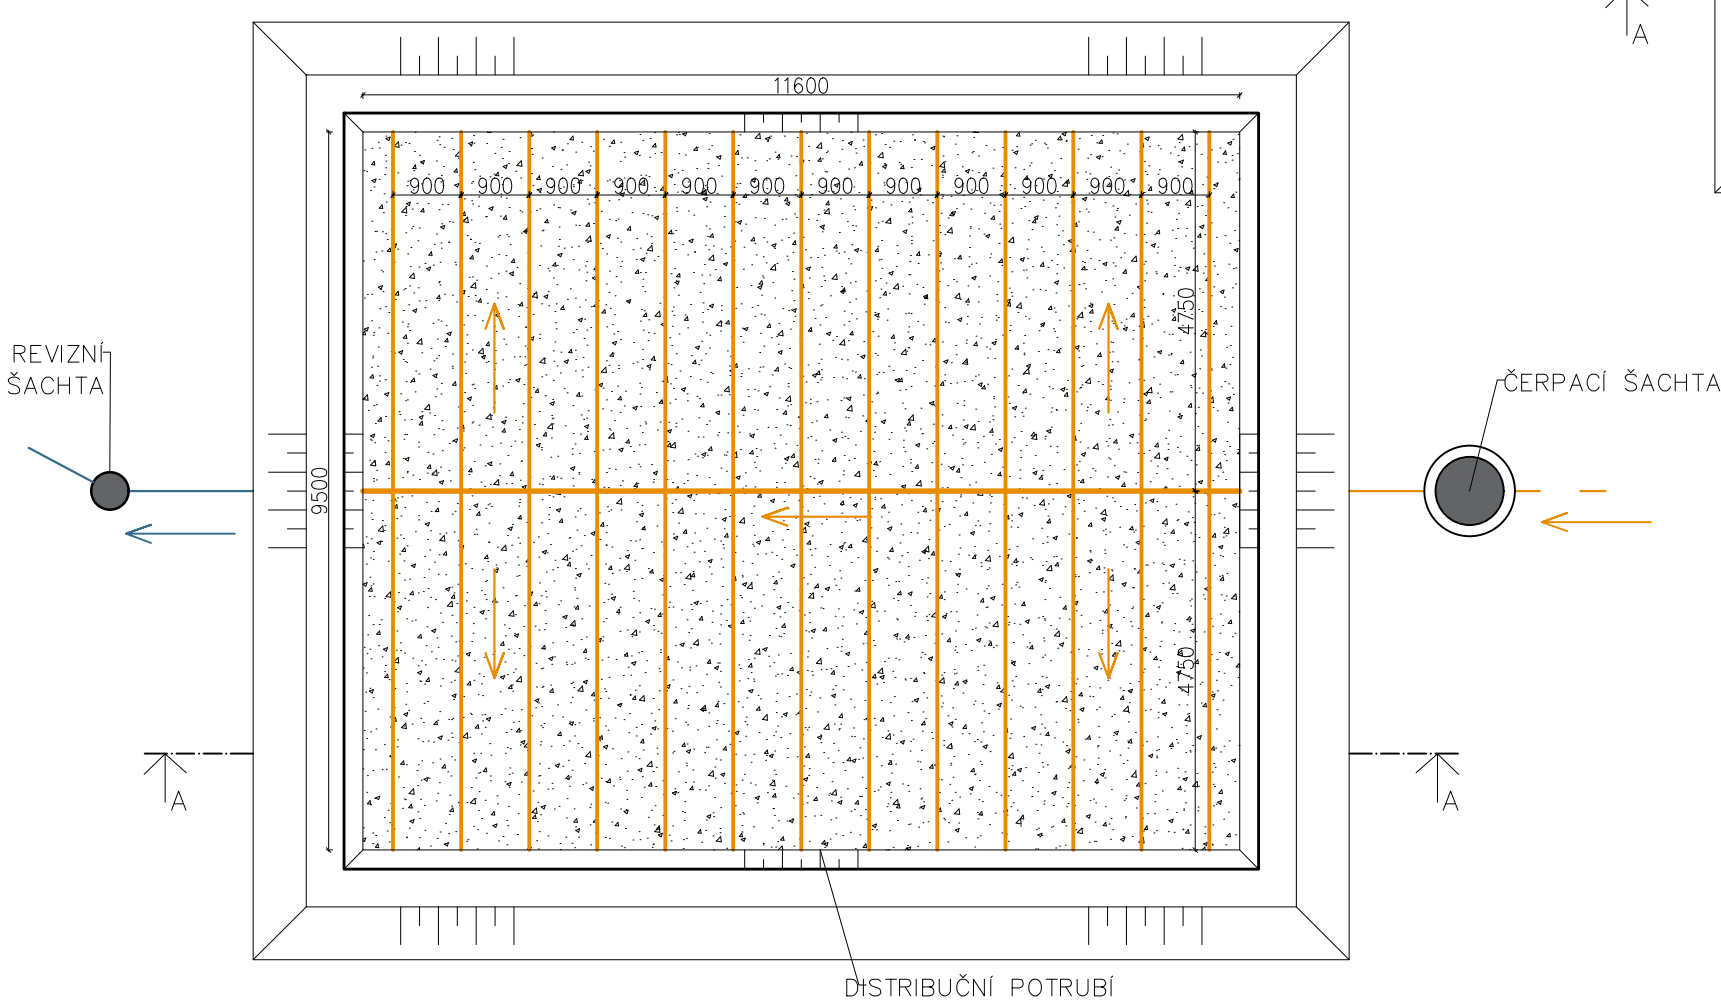 A
11600
900 900 900 900 900 900 900 900 900 900 900 900
4750
REVIZNÍ
ŠACHTA
ČERPACÍ ŠACHTA
9500
4750
A
A
DISTRIBUČNÍ POTRUBÍ